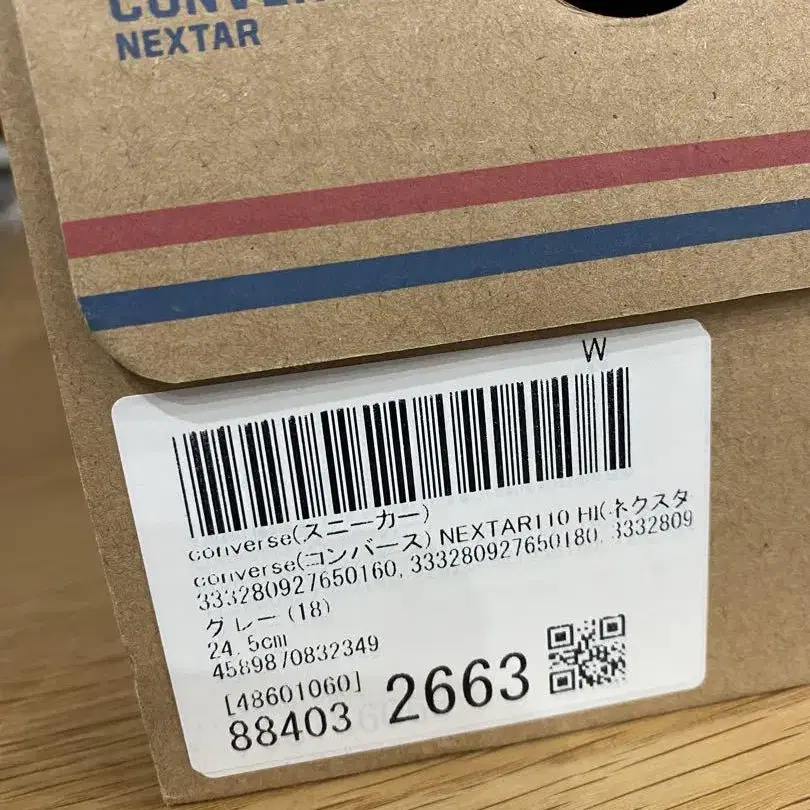 NEXTAR
W
converse(スニーカー)
converse(コンバース) NEXTAR110 HI(ネクスタ
333280927650160, 333280927650180, 3332809
グレー (18)
24.5cm
4589870832349
[48601060]
88403 2663